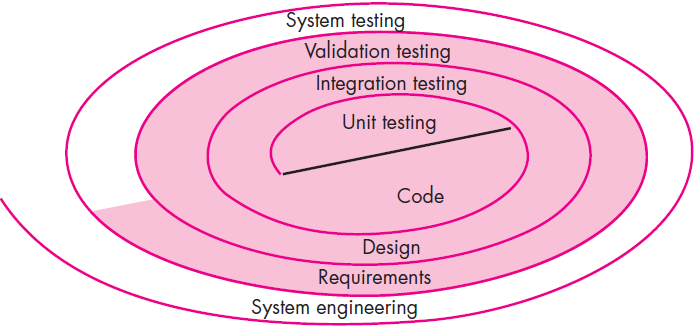 System testing
Validation testing
Integration testing
Unit testing
Code
Design
Requirements
System engineering